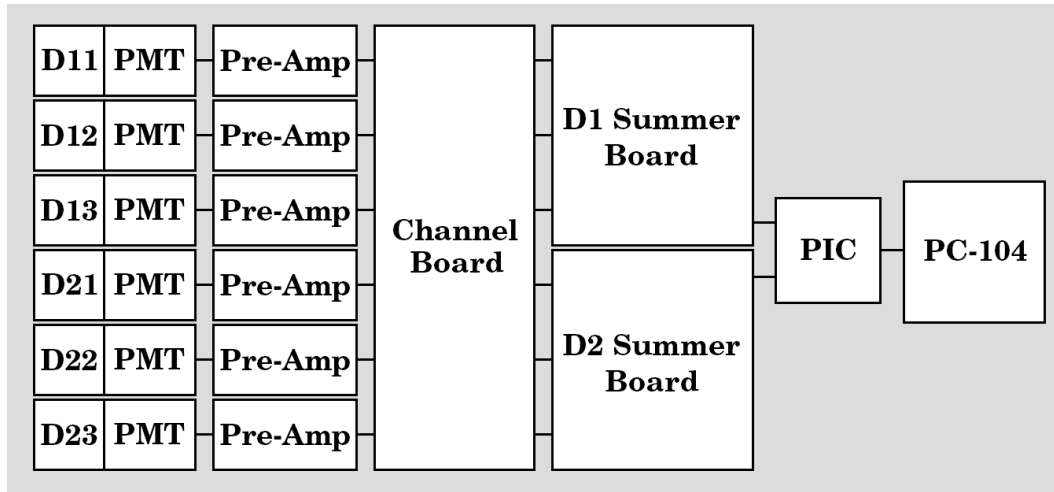 D11 PMT Pre-Amp
D12 PMT Pre-Amp
D13 PMT Pre-Amp
D21 PMT Pre-Amp
D22 PMT Pre-Amp
D23 PMT Pre-Amp
Channel
Board
D1 Summer
Board
D2 Summer
Board
PIC
PC-104